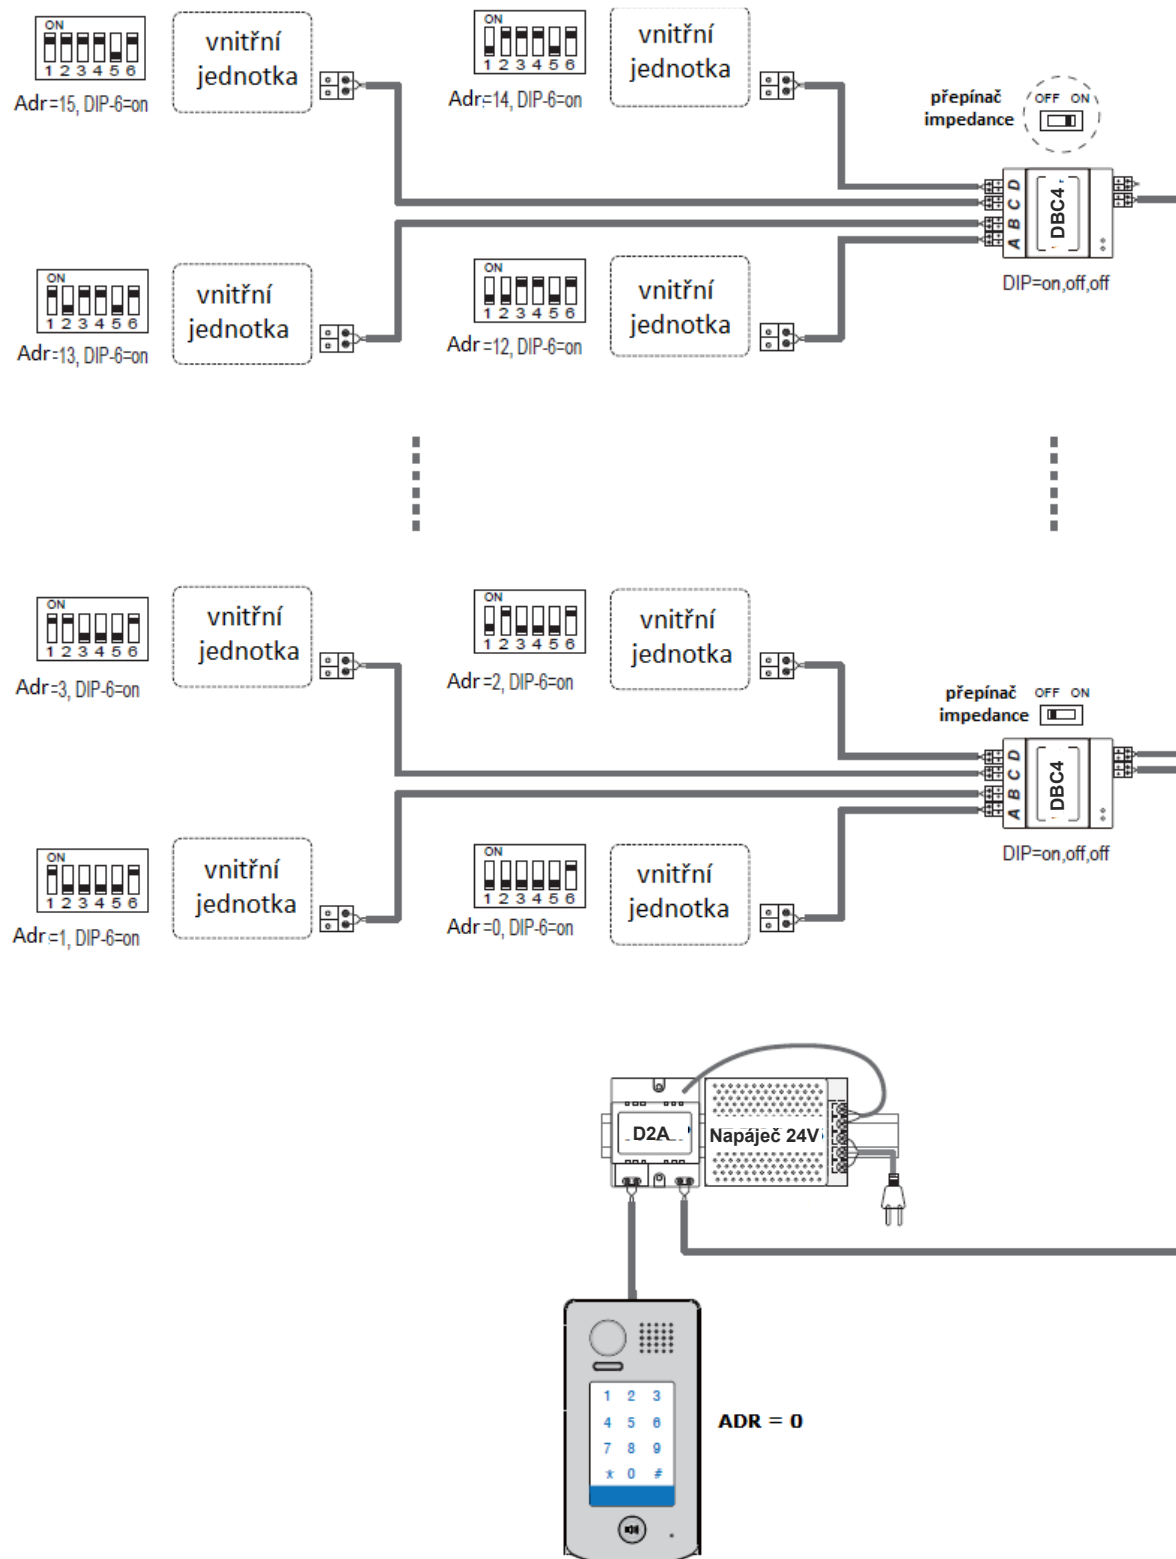 ON
1 2 3 4 5 6
Adr=15, DIP-6=on
vnitřní
jednotka
ON
1 2 3 4 5 6
Adr=14, DIP-6=on
vnitřní
jednotka
přepínač
impedance
OFF ON
D
C
B
A
DBC4
DIP=on,off,off
ON
1 2 3 4 5 6
Adr=13, DIP-6=on
vnitřní
jednotka
ON
1 2 3 4 5 6
Adr=12, DIP-6=on
vnitřní
jednotka
ON
1 2 3 4 5 6
Adr=3, DIP-6=on
vnitřní
jednotka
ON
1 2 3 4 5 6
Adr=2, DIP-6=on
vnitřní
jednotka
přepínač
impedance
OFF ON
D
C
B
A
DBC4
DIP=on,off,off
ON
1 2 3 4 5 6
Adr=1, DIP-6=on
vnitřní
jednotka
ON
1 2 3 4 5 6
Adr=0, DIP-6=on
vnitřní
jednotka
D2A
Napáječ 24V
1 2 3
4 5 6
7 8 9
* 0 #
ADR = 0